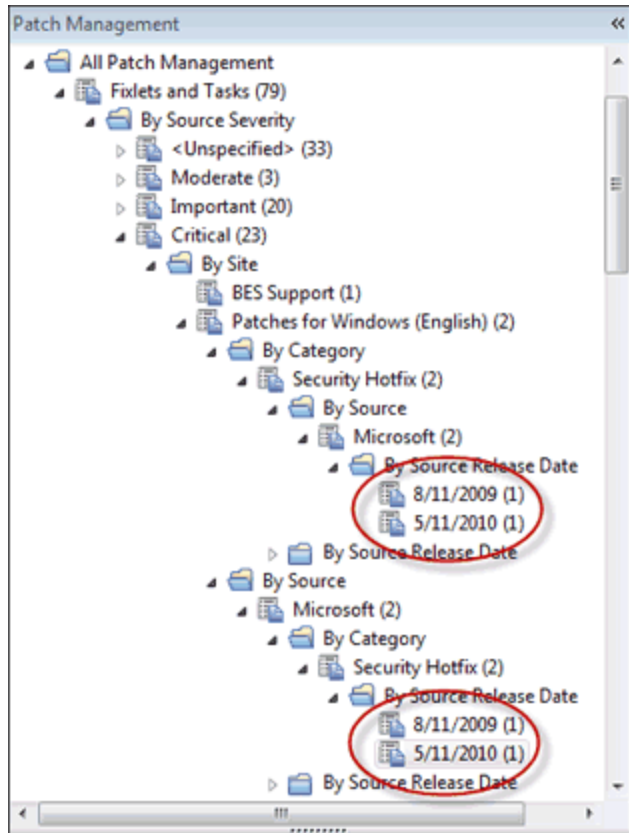 Patch Management
All Patch Management
Fixlets and Tasks (79)
By Source Severity
<Unspecified> (33)
Moderate (3)
Important (20)
Critical (23)
By Site
BES Support (1)
Patches for Windows (English) (2)
By Category
Security Hotfix (2)
By Source
Microsoft (2)
By Source Release Date
8/11/2009 (1)
5/11/2010 (1)
By Source Release Date
By Source
Microsoft (2)
By Category
Security Hotfix (2)
By Source Release Date
8/11/2009 (1)
5/11/2010 (1)
By Source Release Date